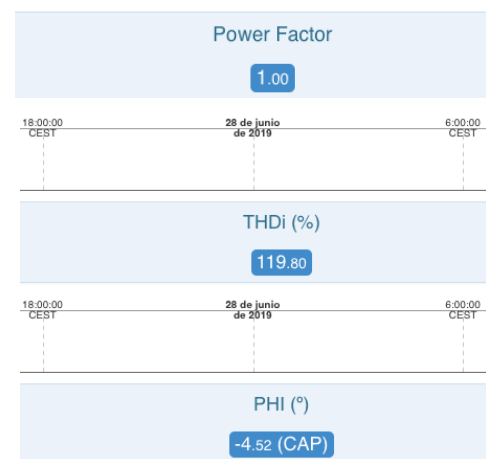 Power Factor
1.00
18:00:00 28 de junio 6:00:00
CEST de 2019 CEST
THDi (%)
119.80
18:00:00 28 de junio 6:00:00
CEST de 2019 CEST
PHI (º)
-4.52 (CAP)